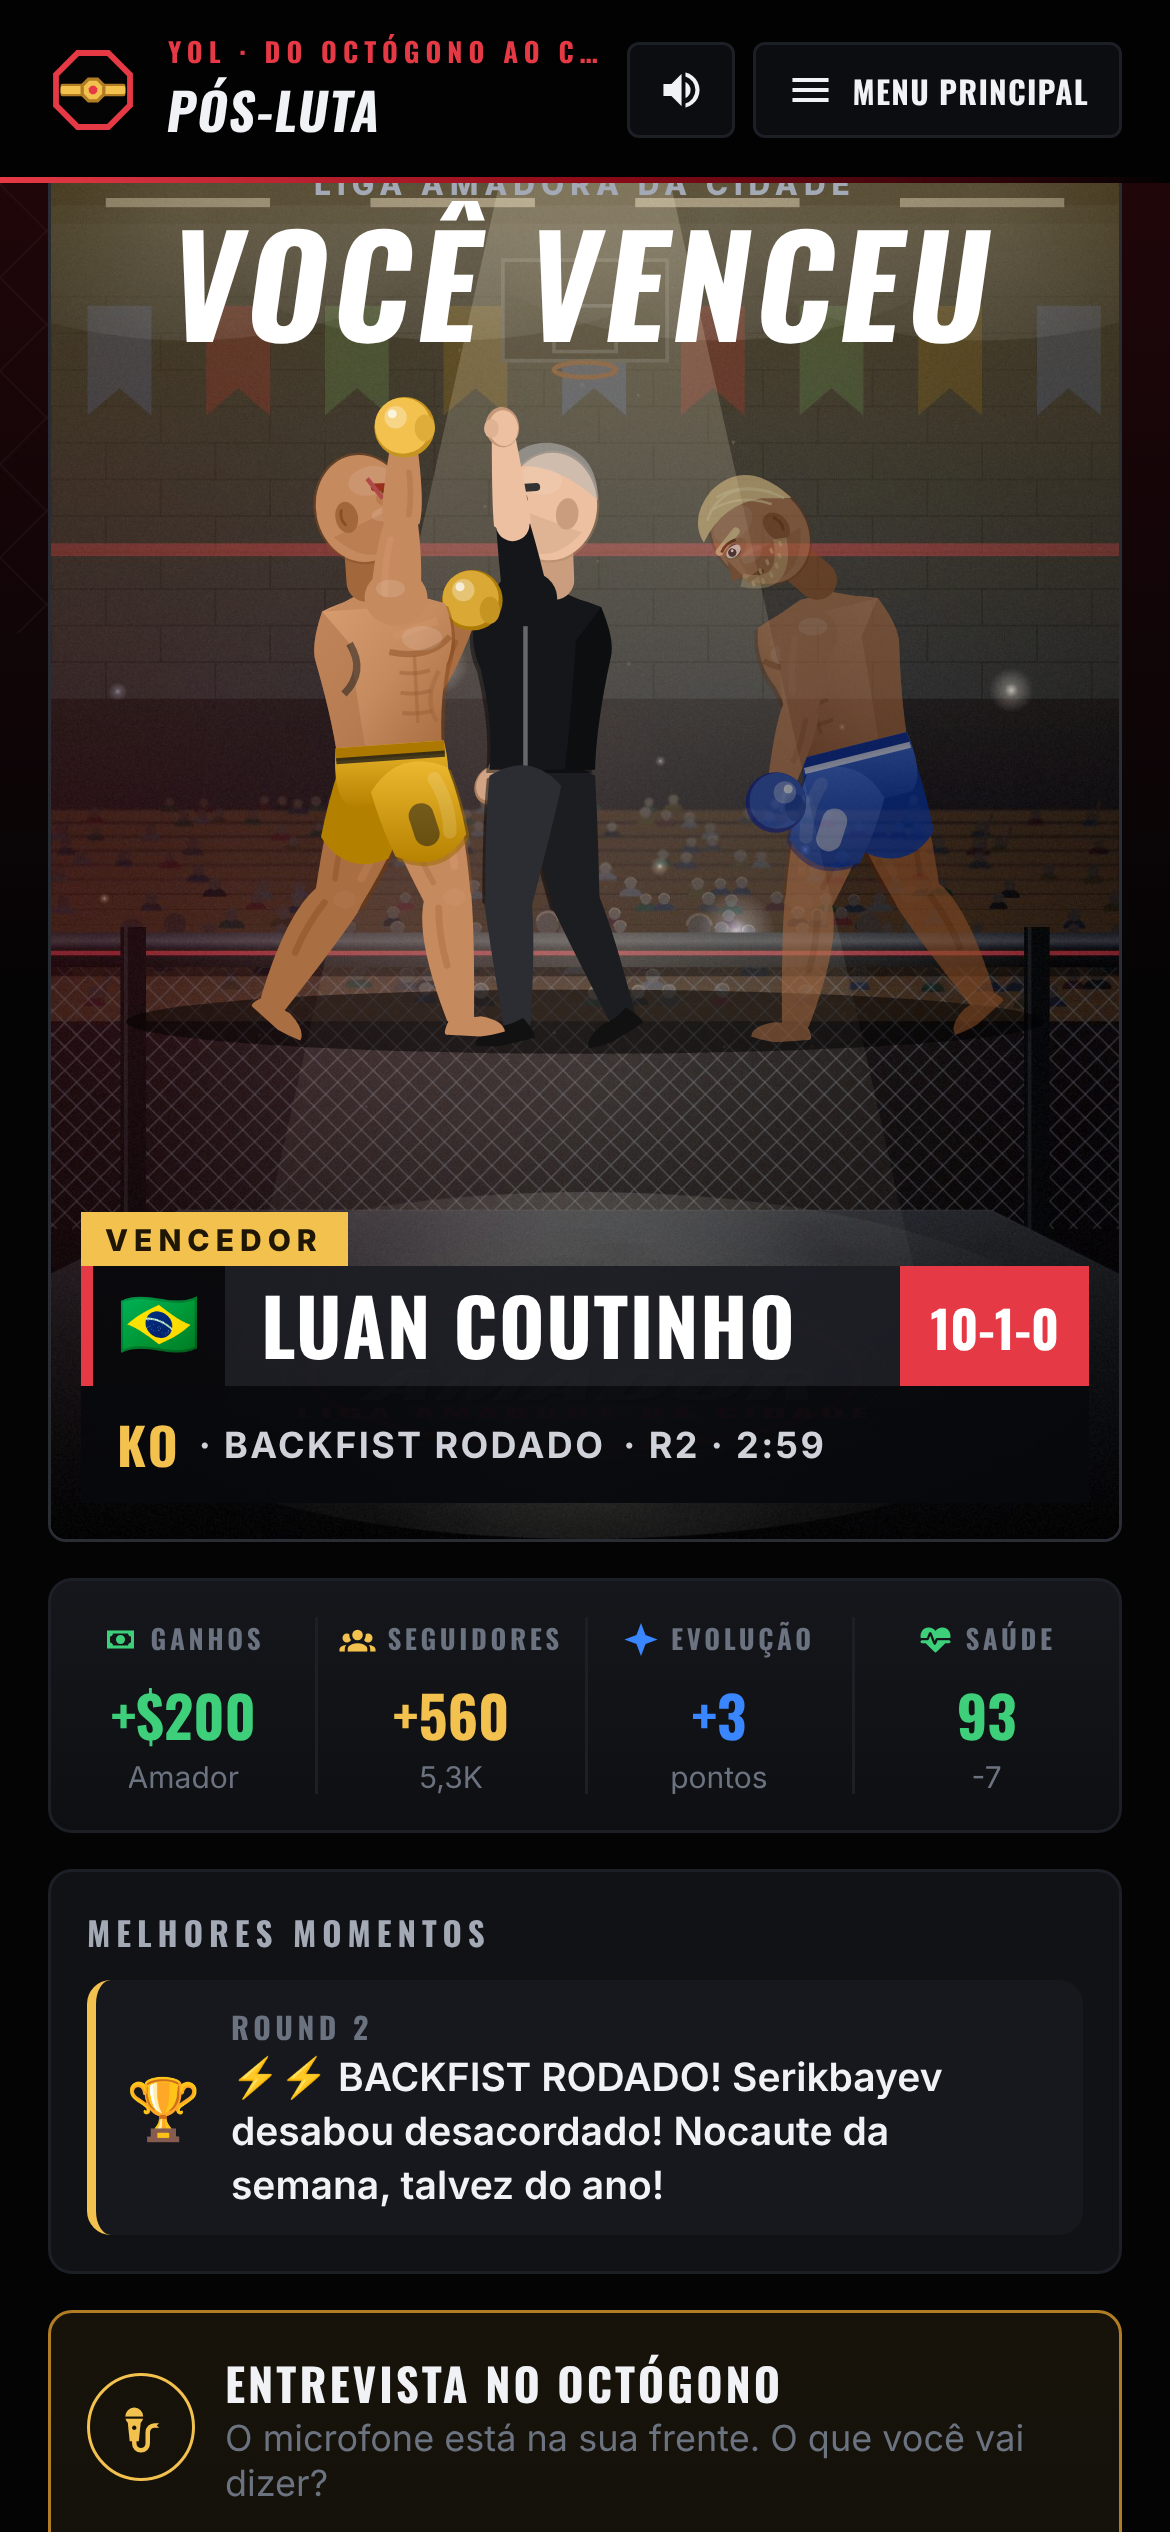 YOL · DO OCTÓGONO AO C...
PÓS-LUTA
MENU PRINCIPAL
LIGA AMADORA DA CIDADE
VOCÊ VENCEU
VENCEDOR
LUAN COUTINHO
10-1-0
KO · BACKFIST RODADO · R2 · 2:59
GANHOS
+$200
Amador
SEGUIDORES
+560
5,3K
EVOLUÇÃO
+3
pontos
SAÚDE
93
-7
MELHORES MOMENTOS
ROUND 2
⚡⚡ BACKFIST RODADO! Serikbayev
desabou desacordado! Nocaute da
semana, talvez do ano!
ENTREVISTA NO OCTÓGONO
O microfone está na sua frente. O que você vai
dizer?